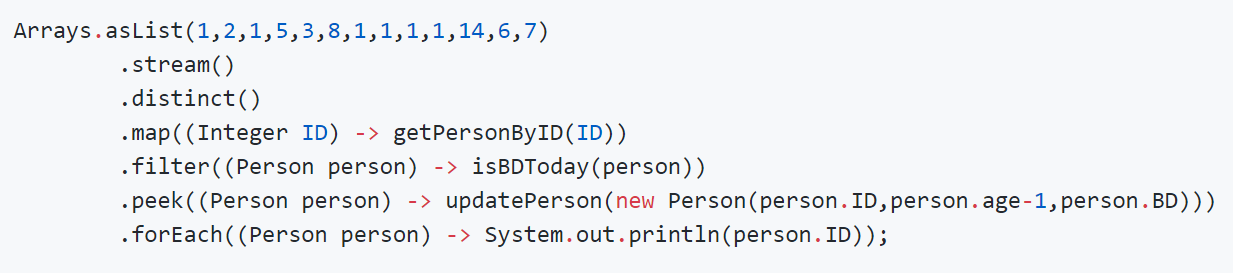 Arrays.asList(1,2,1,5,3,8,1,1,1,1,14,6,7)
.stream()
.distinct()
.map((Integer ID) -> getPersonByID(ID))
.filter((Person person) -> isBDToday(person))
.peek((Person person) -> updatePerson(new Person(person.ID,person.age-1,person.BD)))
.forEach((Person person) -> System.out.println(person.ID));